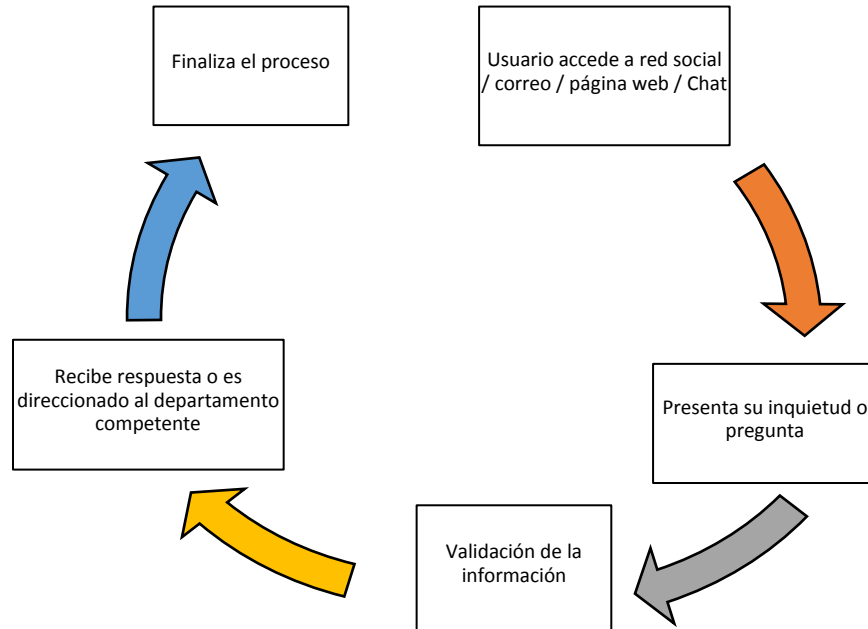 Finaliza el proceso
Usuario accede a red social
/ correo / página web / Chat
Presenta su inquietud o
pregunta
Validación de la
información
Recibe respuesta o es
direccionado al departamento
competente